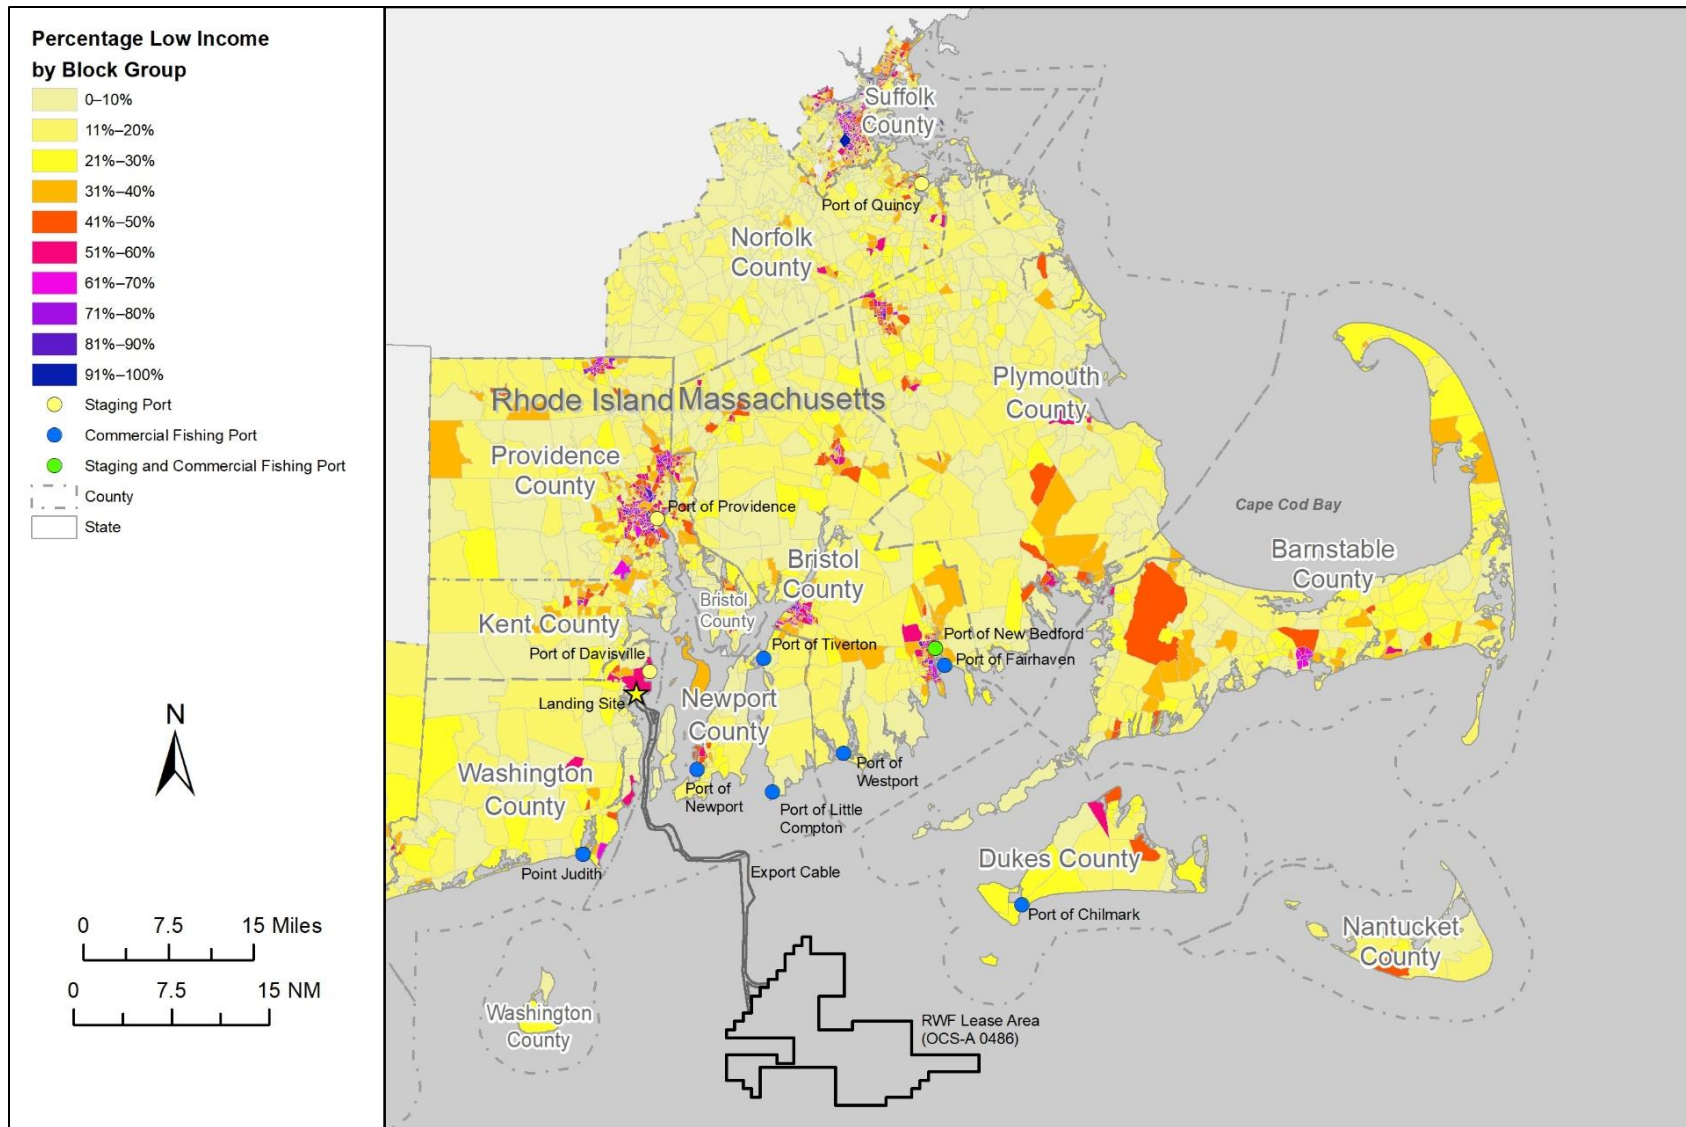 Percentage Low Income
by Block Group
0–10%
11%–20%
21%–30%
31%–40%
41%–50%
51%–60%
61%–70%
71%–80%
81%–90%
91%–100%
Staging Port
Commercial Fishing Port
Staging and Commercial Fishing Port
County
State
N
0 7.5 15 Miles
0 7.5 15 NM
Suffolk
County
Port of Quincy
Norfolk
County
Plymouth
County
Rhode Island
Massachusetts
Providence
County
Port of Providence
Cape Cod Bay
Barnstable
County
Bristol
County
Bristol
County
Kent County
Port of Davisville
Port of Tiverton
Port of New Bedford
Port of Fairhaven
Landing Site
Newport
County
Washington
County
Port of
Newport
Port of
Westport
Port of Little
Compton
Point Judith
Export Cable
Dukes County
Port of Chilmark
Nantucket
County
Washington
County
RWF Lease Area
(OCS-A 0486)